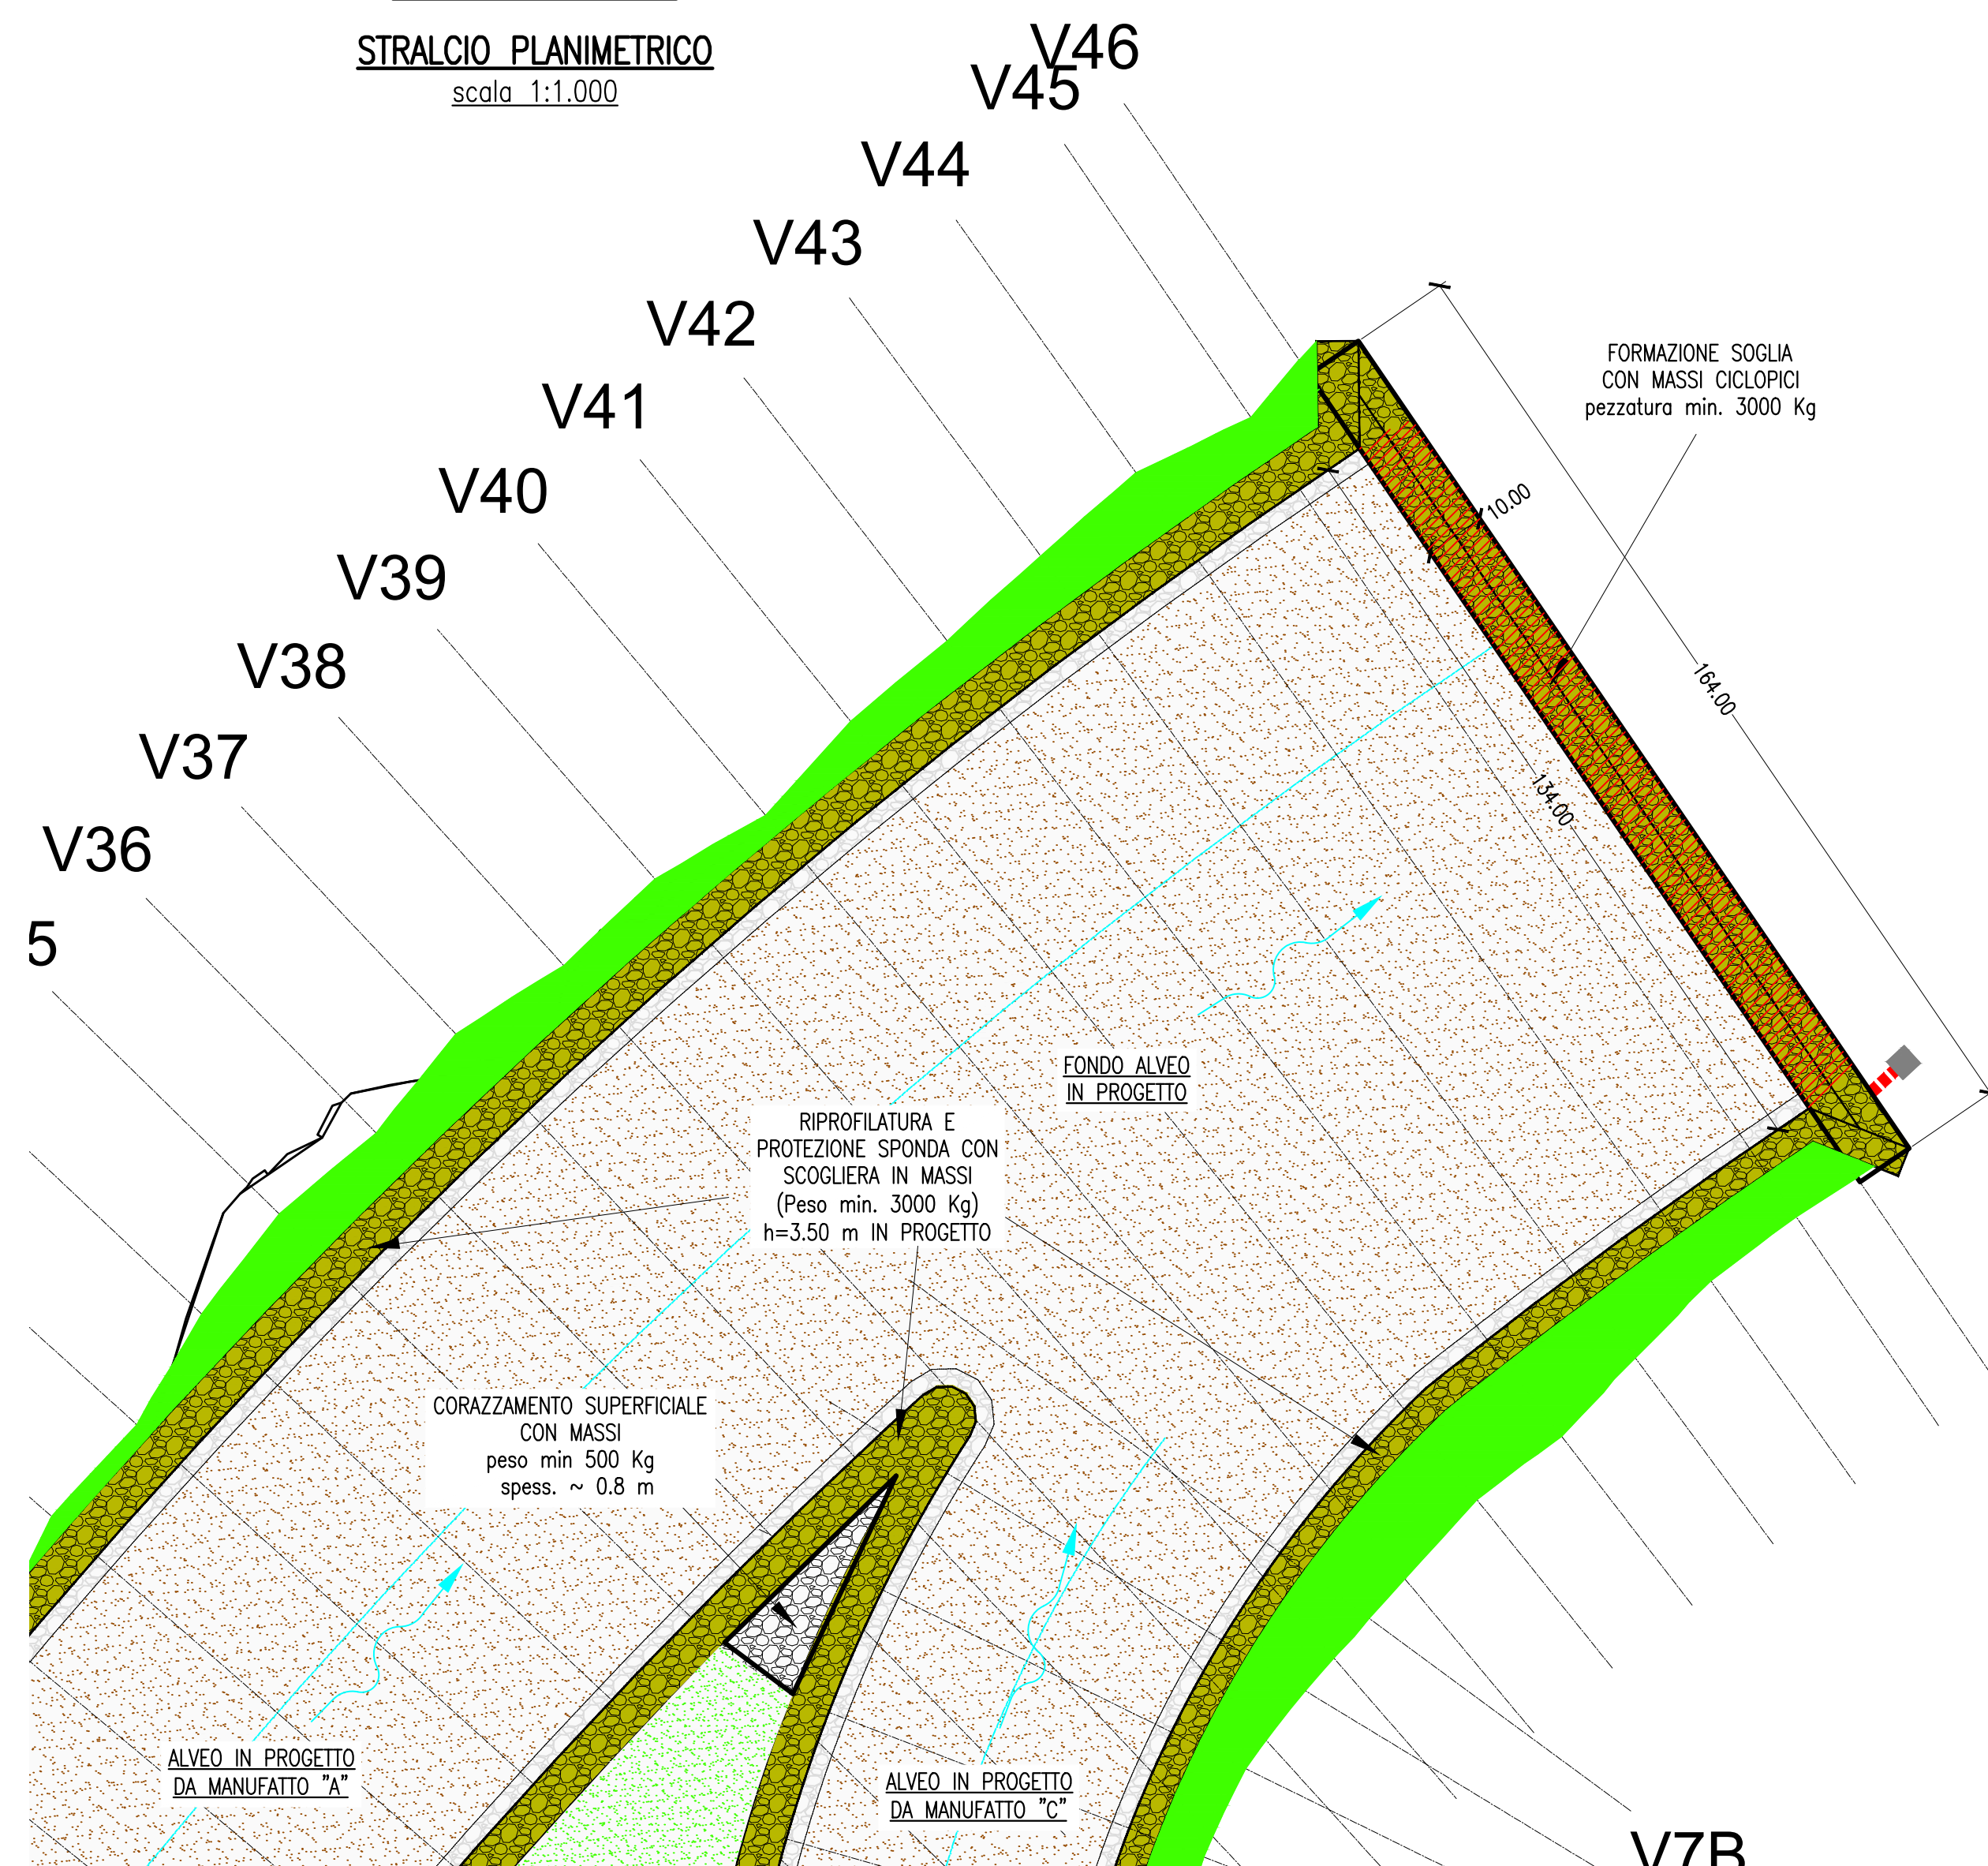 STRALCIO PLANIMETRICO
scala 1:1.000
V46
V45
V44
V43
V42
V41
V40
V39
V38
V37
V36
5
FORMAZIONE SOGLIA
CON MASSI CICLOPICI
pezzatura min. 3000 Kg
10.00
164.00
134.00
FONDO ALVEO
IN PROGETTO
RIPROFILATURA E
PROTEZIONE SPONDA CON
SCOGLIERA IN MASSI
(Peso min. 3000 Kg)
h=3.50 m IN PROGETTO
CORAZZAMENTO SUPERFICIALE
CON MASSI
peso min 500 Kg
spess. ~ 0.8 m
ALVEO IN PROGETTO
DA MANUFATTO "A"
ALVEO IN PROGETTO
DA MANUFATTO "C"
V7B